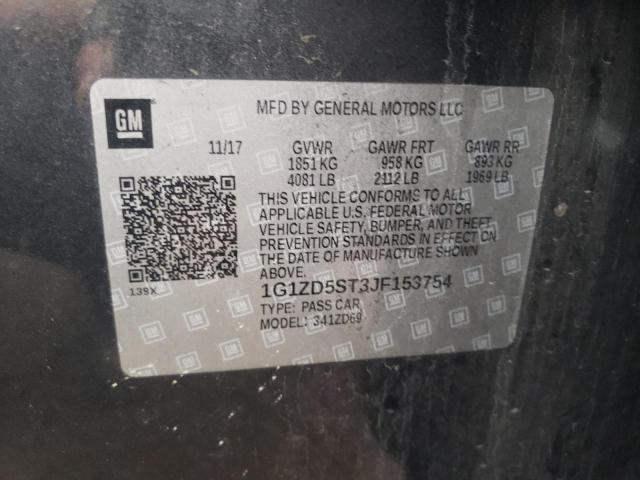 GM
MFD BY GENERAL MOTORS LLC
11/17 GVWR GAWR FRT GAWR RR
1851 KG 958 KG 893 KG
4081 LB 2112 LB 1969 LB
THIS VEHICLE CONFORMS TO ALL
APPLICABLE U.S. FEDERAL MOTOR
VEHICLE SAFETY, BUMPER, AND THEFT
PREVENTION STANDARDS IN EFFECT ON
THE DATE OF MANUFACTURE SHOWN
ABOVE.
139X
1G1ZD5ST3JF153754
TYPE: PASS CAR
MODEL: 341ZD69